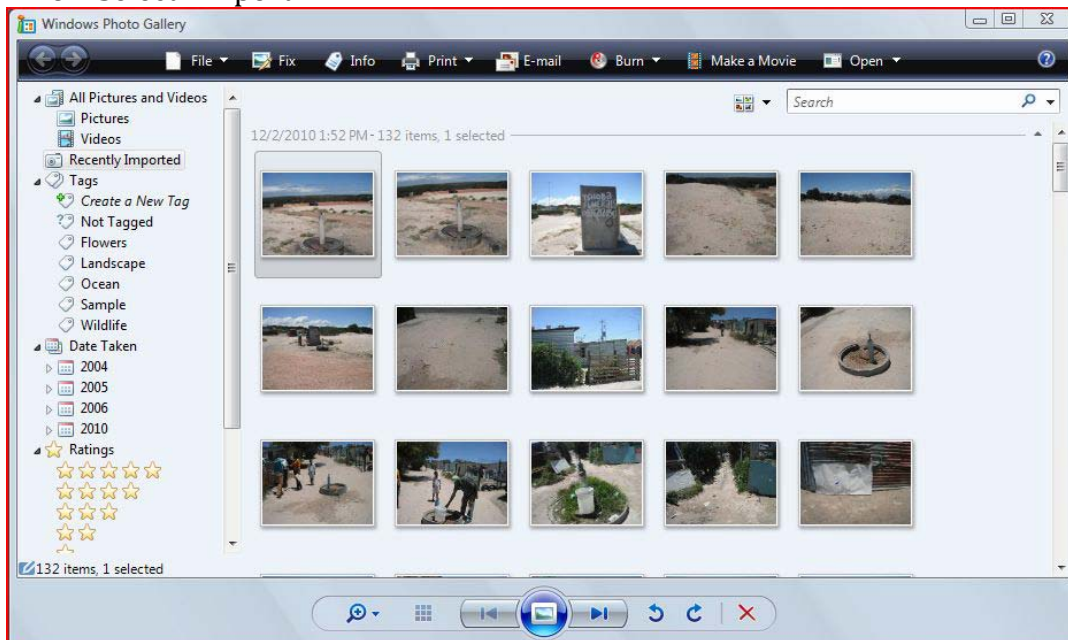 Windows Photo Gallery
File Fix Info Print E-mail Burn Make a Movie Open
All Pictures and Videos
Pictures
Videos
Recently Imported
Tags
Create a New Tag
Not Tagged
Flowers
Landscape
Ocean
Sample
Wildlife
Date Taken
2004
2005
2006
2010
Ratings
132 items, 1 selected
Search
12/2/2010 1:52 PM - 132 items, 1 selected